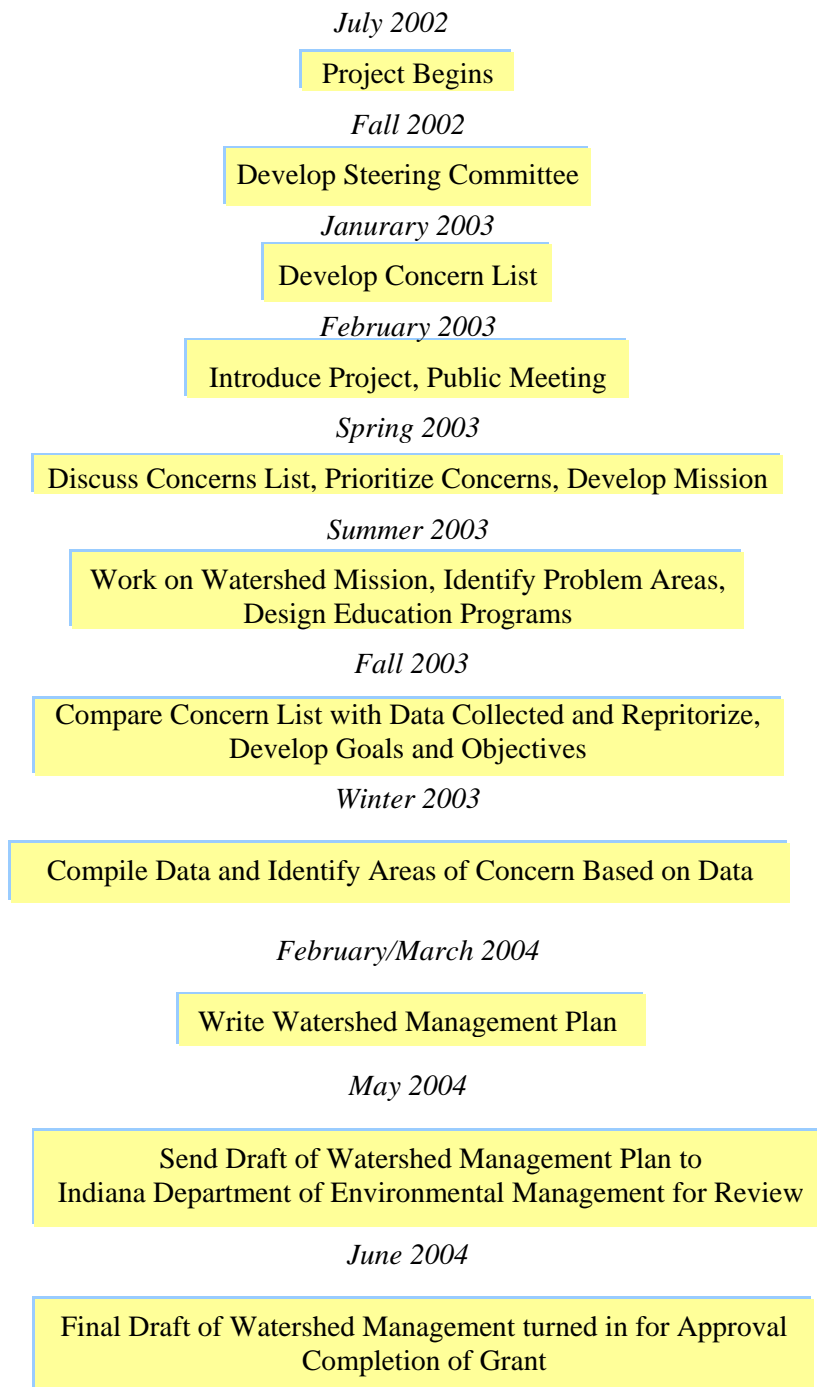 July 2002
Project Begins
Fall 2002
Develop Steering Committee
Janurary 2003
Develop Concern List
February 2003
Introduce Project, Public Meeting
Spring 2003
Discuss Concerns List, Prioritize Concerns, Develop Mission
Summer 2003
Work on Watershed Mission, Identify Problem Areas,
Design Education Programs
Fall 2003
Compare Concern List with Data Collected and Repritorize,
Develop Goals and Objectives
Winter 2003
Compile Data and Identify Areas of Concern Based on Data
February/March 2004
Write Watershed Management Plan
May 2004
Send Draft of Watershed Management Plan to
Indiana Department of Environmental Management for Review
June 2004
Final Draft of Watershed Management turned in for Approval
Completion of Grant